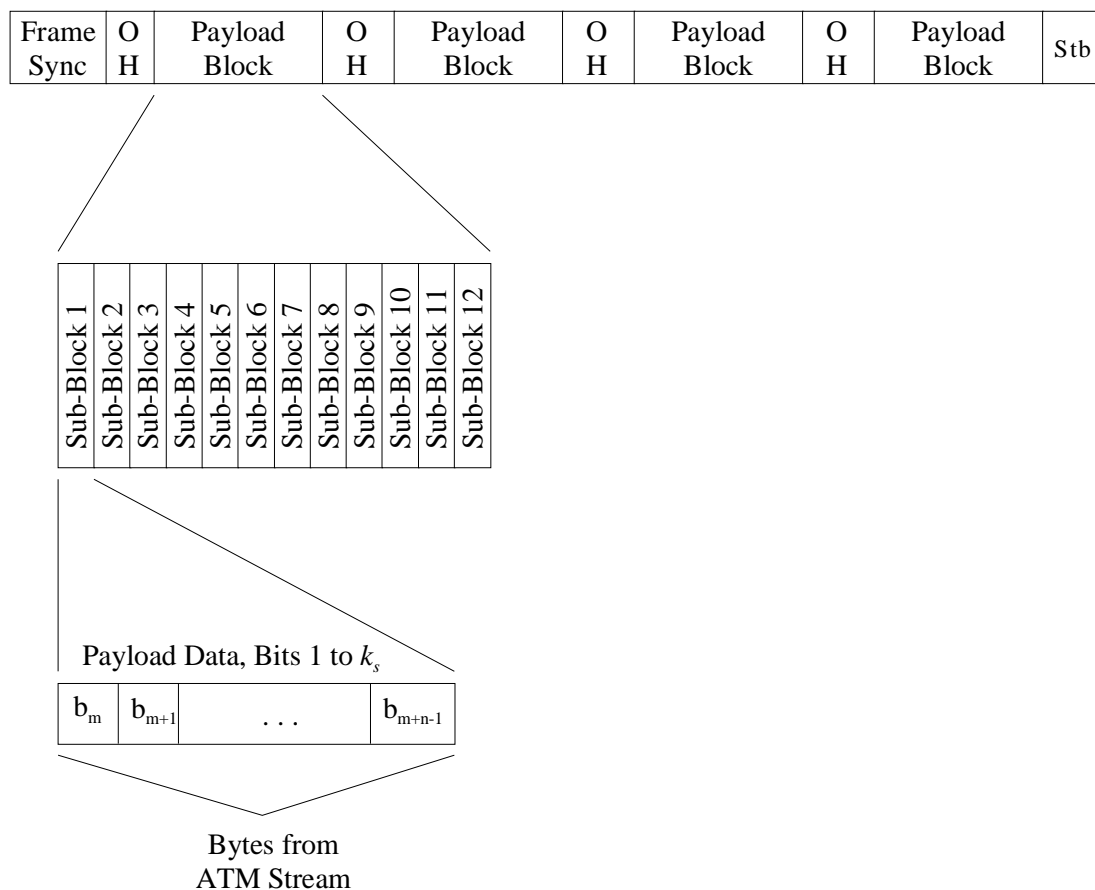 Frame Sync
O H
Payload Block
O H
Payload Block
O H
Payload Block
O H
Payload Block
Stb
Sub-Block 1
Sub-Block 2
Sub-Block 3
Sub-Block 4
Sub-Block 5
Sub-Block 6
Sub-Block 7
Sub-Block 8
Sub-Block 9
Sub-Block 10
Sub-Block 11
Sub-Block 12
Payload Data, Bits 1 to kₛ
bₘ bₘ₊₁ . . . bₘ₊ₙ₋₁
Bytes from
ATM Stream